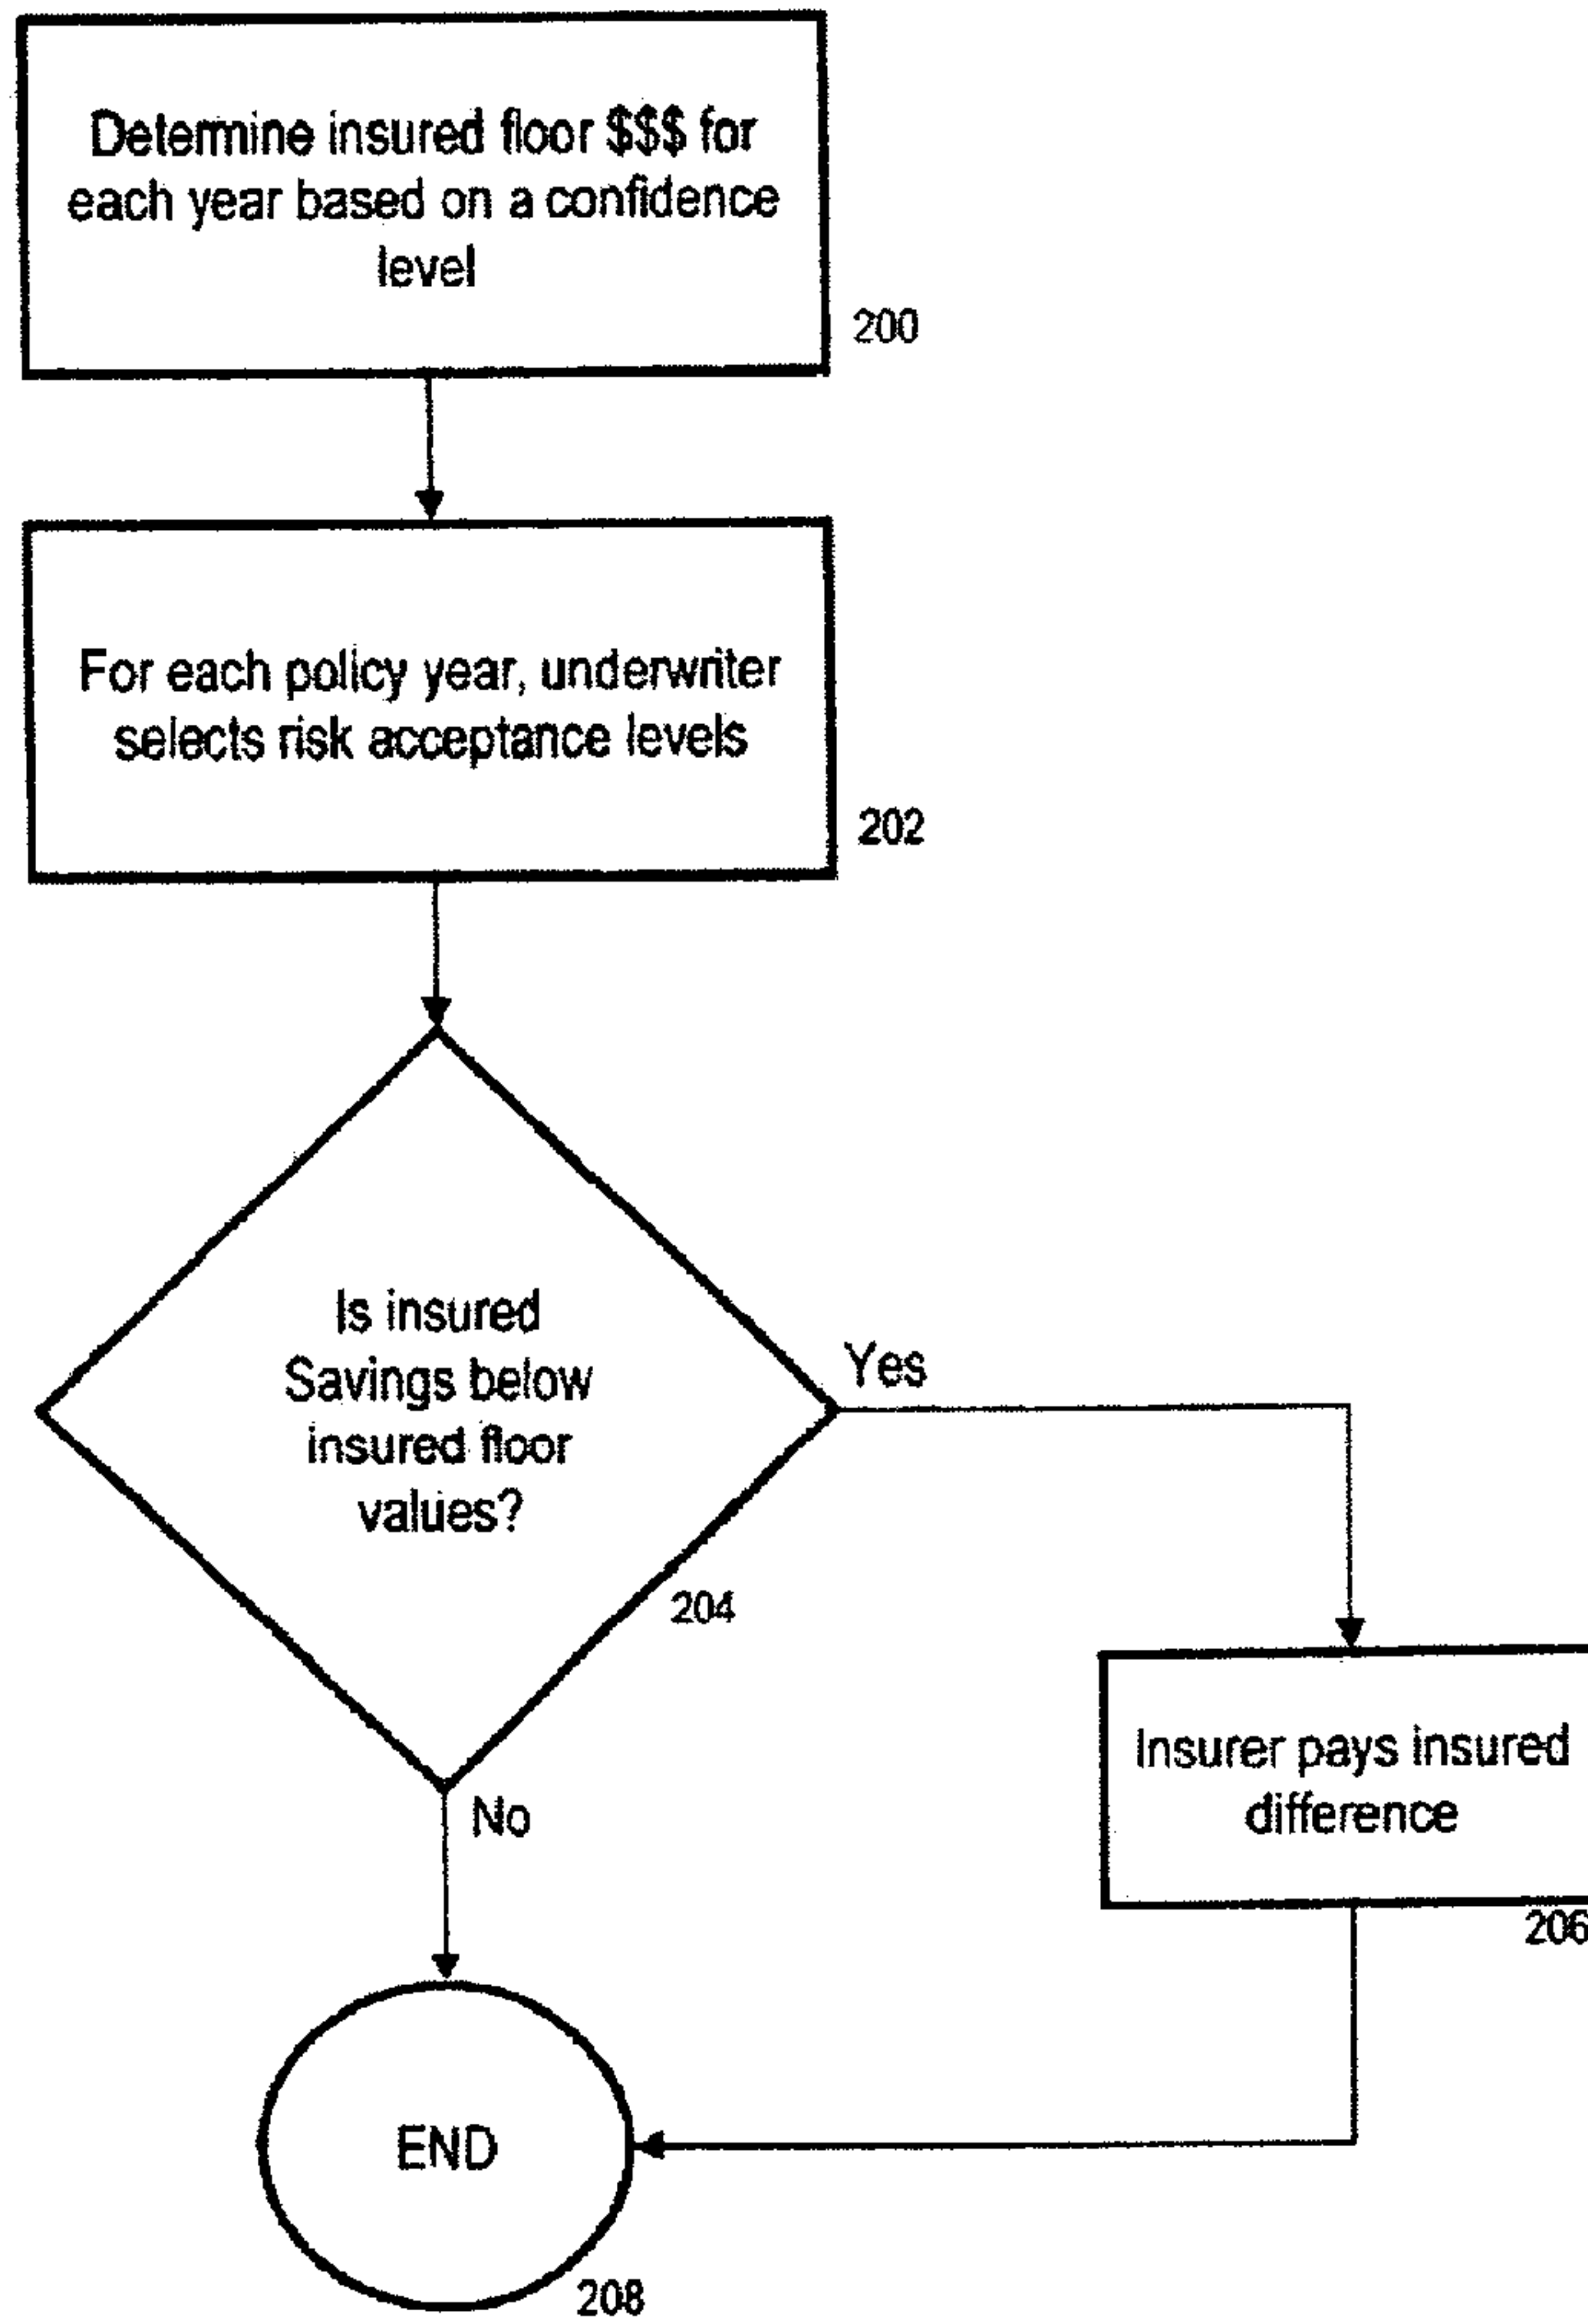 Determine insured floor $$$ for
each year based on a confidence
level
200
For each policy year, underwriter
selects risk acceptance levels
202
Is insured
Savings below
insured floor
values?
Yes
204
No
Insurer pays insured
difference
206
END
208